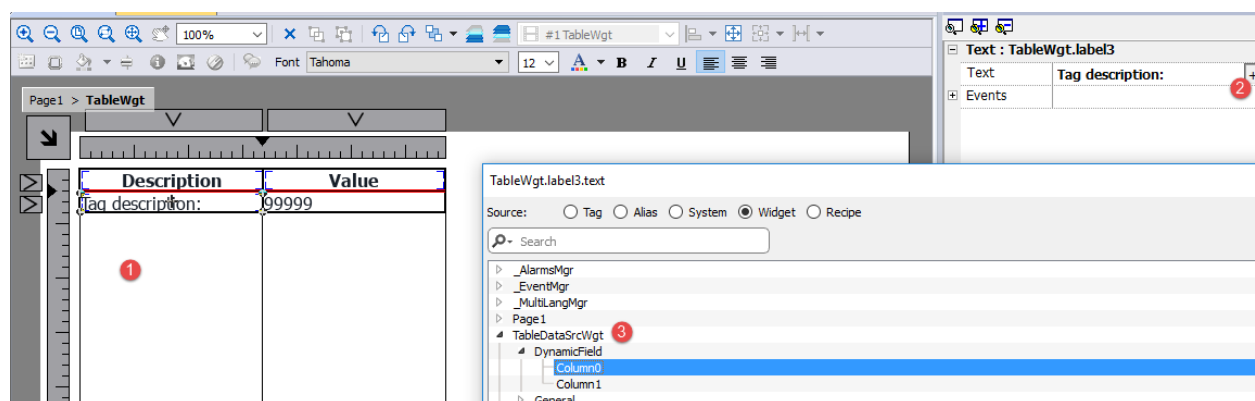 100%
#1 TableWgt
Font Tahoma
12
A
B I U
Page1 > TableWgt
Description
Value
Tag description:
99999
1
Text : TableWgt.label3
Text
Tag description:
+
2
Events
TableWgt.label3.text
Source:
Tag
Alias
System
Widget
Recipe
Search
_AlarmsMgr
_EventMgr
_MultiLangMgr
Page1
TableDataSrcWgt
3
DynamicField
Column0
Column1
General